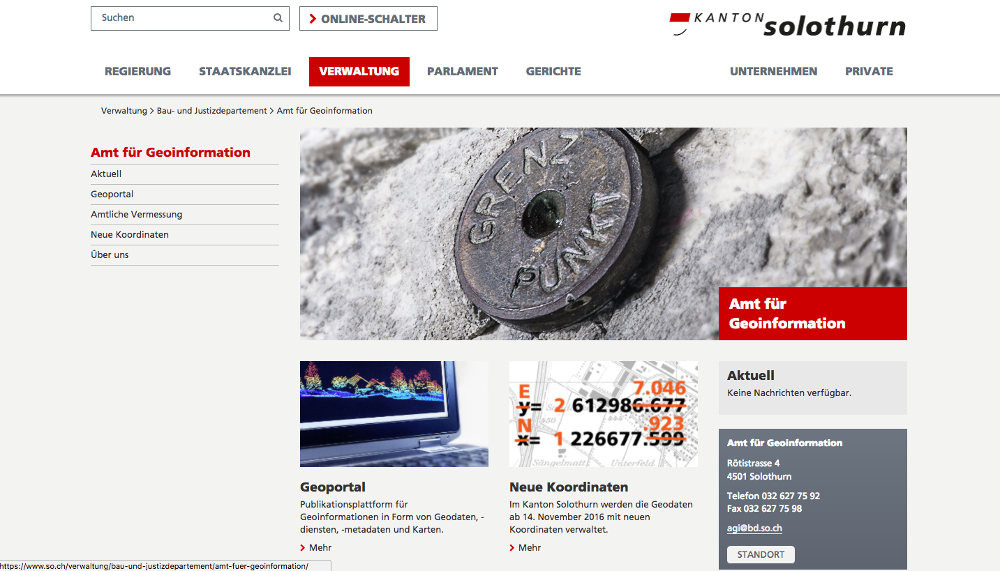 Suchen
ONLINE-SCHALTER
KANTON solothurn
REGIERUNG
STAATSKANZLEI
VERWALTUNG
PARLAMENT
GERICHTE
UNTERNEHMEN
PRIVATE
Verwaltung > Bau- und Justizdepartement > Amt für Geoinformation
Amt für Geoinformation
Aktuell
Geoportal
Amtliche Vermessung
Neue Koordinaten
Über uns
GRENZ
PUNKT
Amt für
Geoinformation
Geoportal
Publikationsplattform für
Geoinformationen in Form von Geodaten, -
diensten, -metadaten und Karten.
Mehr
E 7.046
y= 2 612986.677
N .923
x= 1 226677.599
Sängelmatt Unterfeld
Neue Koordinaten
Im Kanton Solothurn werden die Geodaten
ab 14. November 2016 mit neuen
Koordinaten verwaltet.
Mehr
Aktuell
Keine Nachrichten verfügbar.
Amt für Geoinformation
Rötistrasse 4
4501 Solothurn
Telefon 032 627 75 92
Fax 032 627 75 98
agi@bd.so.ch
STANDORT
https://www.so.ch/verwaltung/bau-und-justizdepartement/amt-fuer-geoinformation/